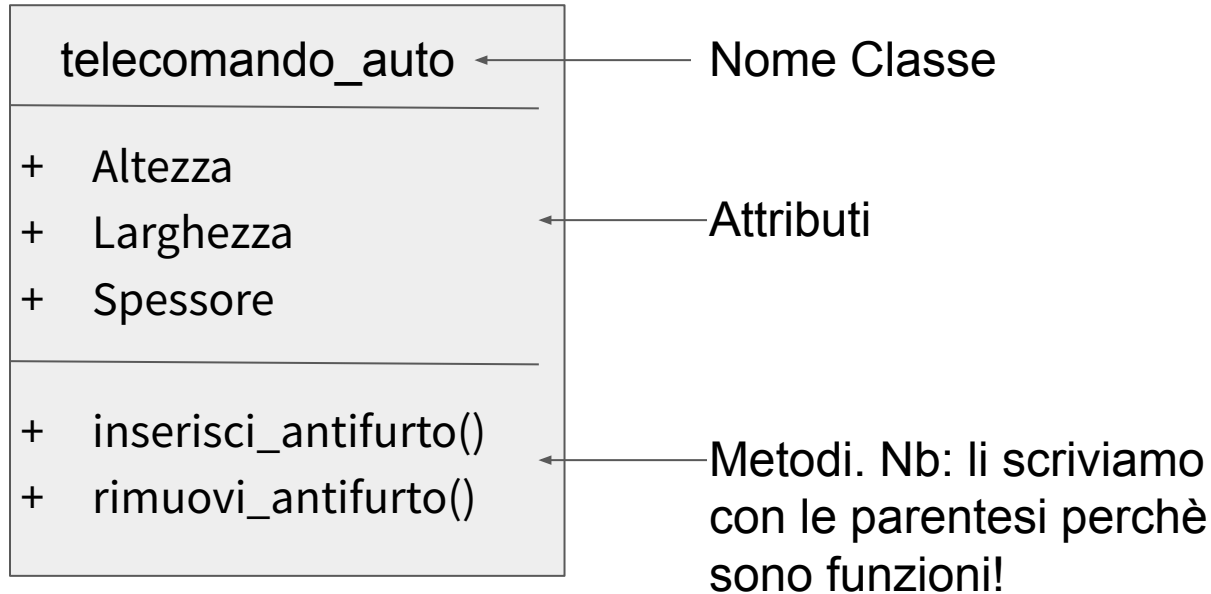 telecomando_auto
Nome Classe
+ Altezza
+ Larghezza
+ Spessore
Attributi
+ inserisci_antifurto()
+ rimuovi_antifurto()
Metodi. Nb: li scriviamo
con le parentesi perchè
sono funzioni!